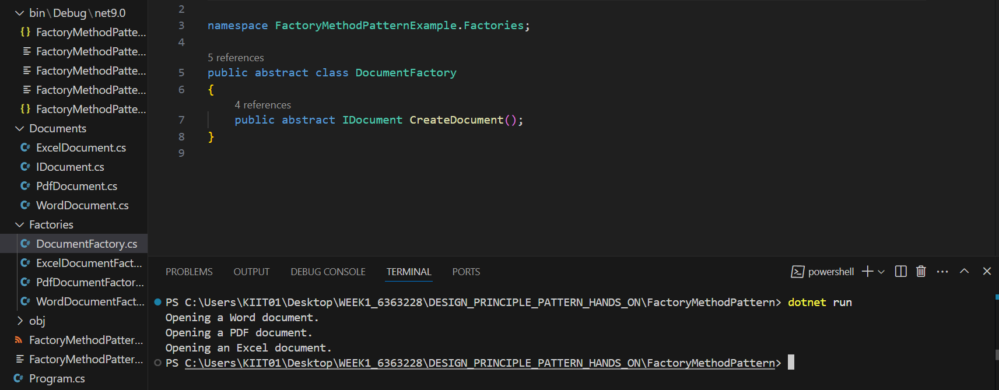 bin\Debug\net9.0
{} FactoryMethodPatte...
FactoryMethodPatte...
FactoryMethodPatte...
FactoryMethodPatte...
{} FactoryMethodPatte...
Documents
C# ExcelDocument.cs
C# IDocument.cs
C# PdfDocument.cs
C# WordDocument.cs
Factories
C# DocumentFactory.cs
C# ExcelDocumentFact...
C# PdfDocumentFactor...
C# WordDocumentFact...
obj
FactoryMethodPatter...
FactoryMethodPatter...
C# Program.cs
2
3 namespace FactoryMethodPatternExample.Factories;
4
5 references
5 public abstract class DocumentFactory
6 {
4 references
7 public abstract IDocument CreateDocument();
8 }
9
PROBLEMS OUTPUT DEBUG CONSOLE TERMINAL PORTS powershell
PS C:\Users\KIIT01\Desktop\WEEK1_6363228\DESIGN_PRINCIPLE_PATTERN_HANDS_ON\FactoryMethodPattern> dotnet run
Opening a Word document.
Opening a PDF document.
Opening an Excel document.
PS C:\Users\KIIT01\Desktop\WEEK1_6363228\DESIGN_PRINCIPLE_PATTERN_HANDS_ON\FactoryMethodPattern>